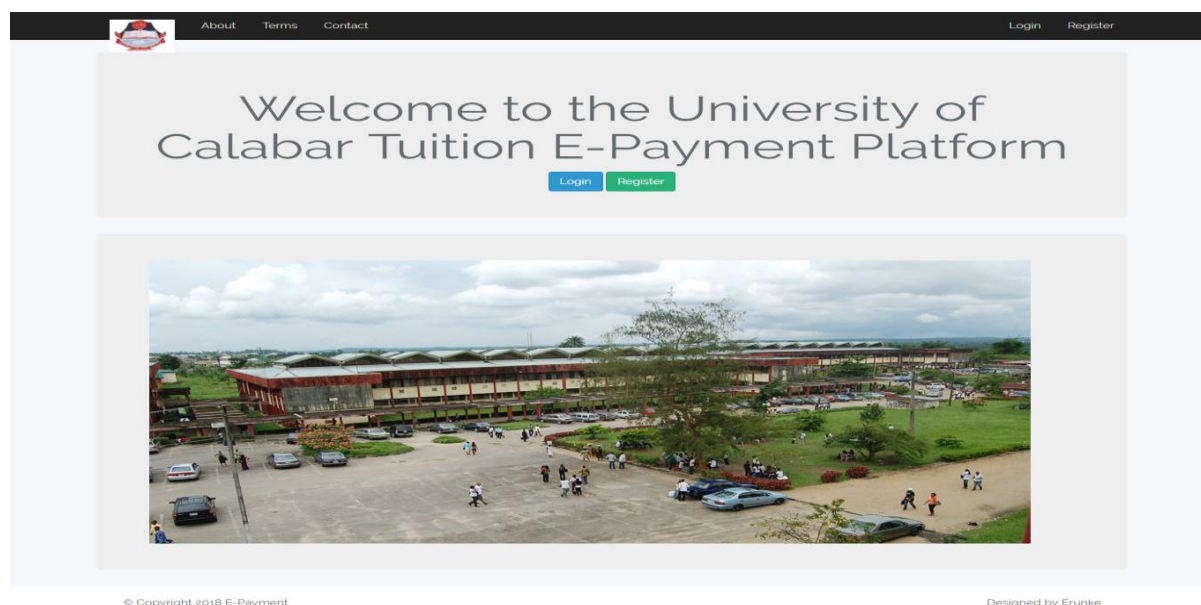 About Terms Contact Login Register
Welcome to the University of
Calabar Tuition E-Payment Platform
Login Register
© Copyright 2018 E-Payment Designed by Erunke